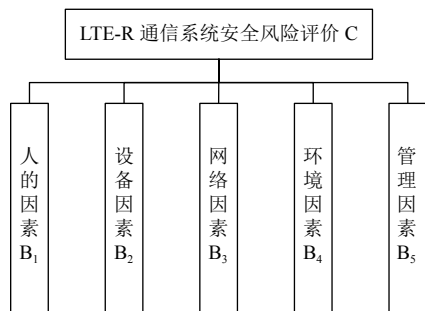 LTE-R 通信系统安全风险评价 C
人的因素 B₁
设备因素 B₂
网络因素 B₃
环境因素 B₄
管理因素 B₅